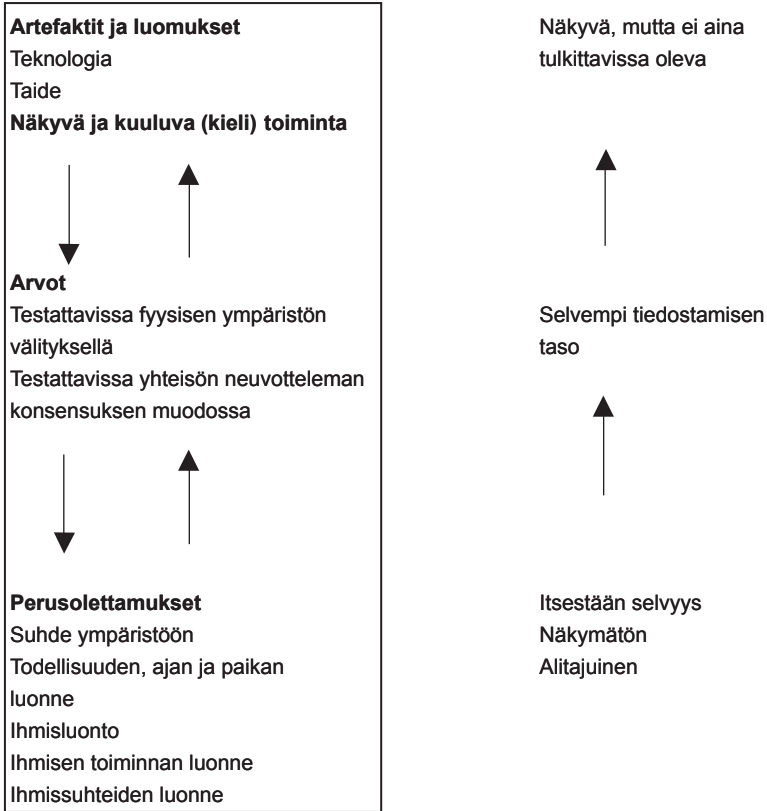 Artefaktit ja luomukset
Teknologia
Taide
Näkyvä ja kuuluva (kieli) toiminta
Näkyvä, mutta ei aina
tulkittavissa oleva
Arvot
Testattavissa fyysisen ympäristön
välityksellä
Testattavissa yhteisön neuvotteleman
konsensuksen muodossa
Selvempi tiedostamisen
taso
Perusolettamukset
Suhde ympäristöön
Todellisuuden, ajan ja paikan
luonne
Ihmisluonto
Ihmisen toiminnan luonne
Ihmissuhteiden luonne
Itsestään selvyys
Näkymätön
Alitajuinen